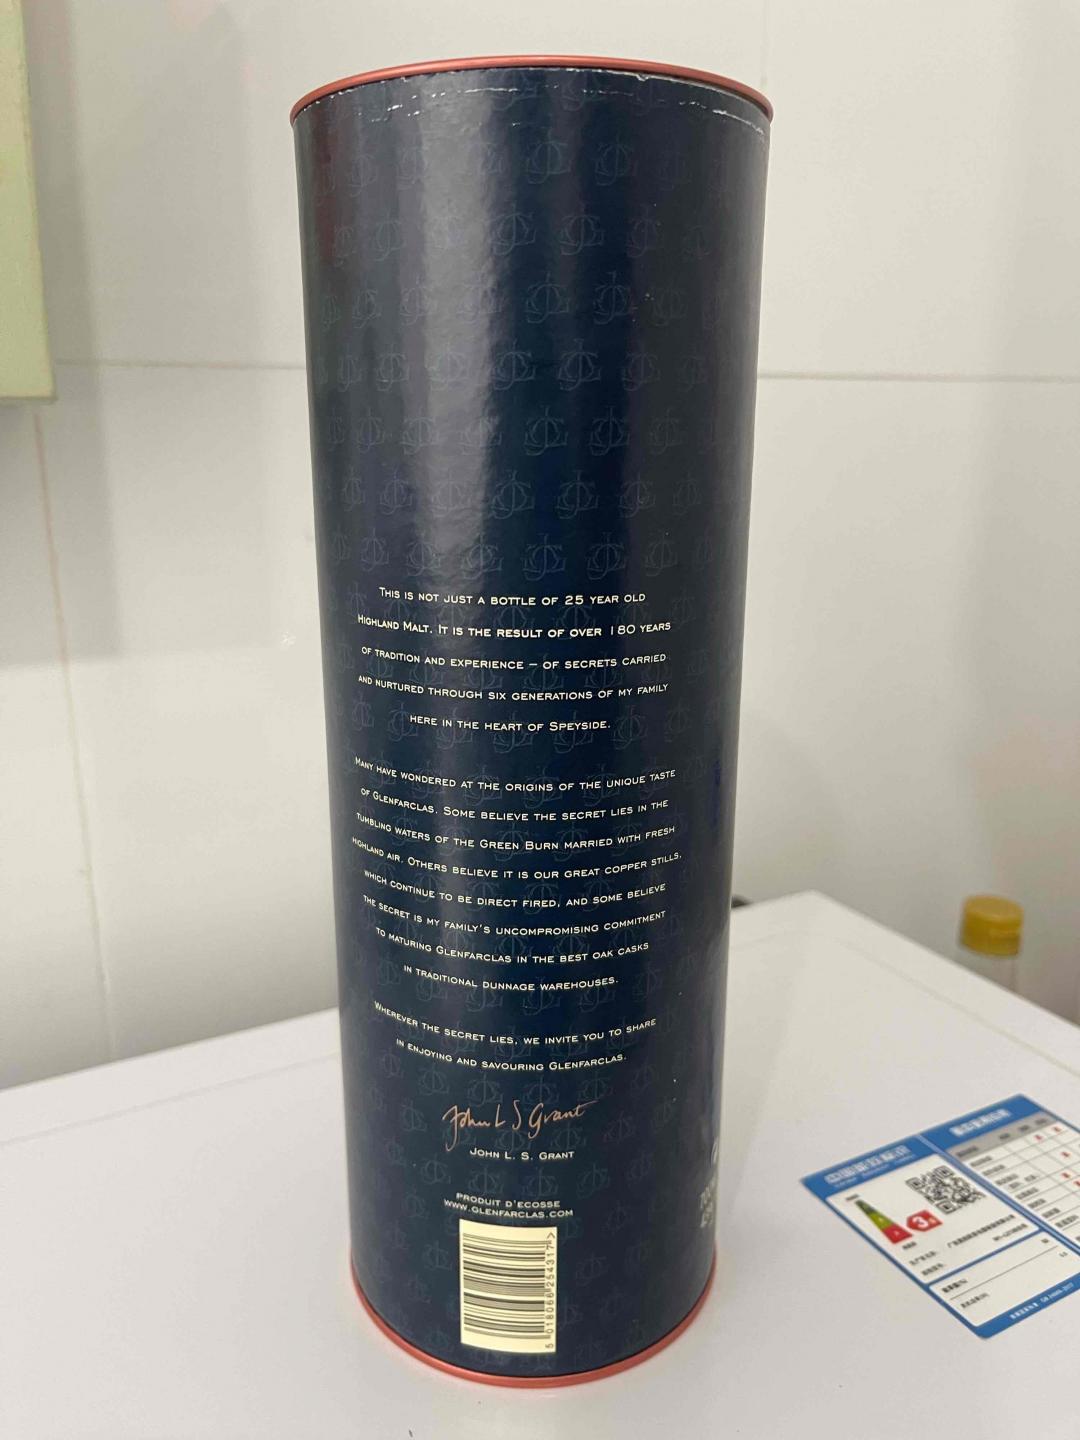 This is not just a bottle of 25 year old
Highland Malt. It is the result of over 180 years
of tradition and experience – of secrets carried
and nurtured through six generations of my family
here in the heart of Speyside.
Many have wondered at the origins of the unique taste
of Glenfarclas. Some believe the secret lies in the
tumbling waters of the Green Burn married with fresh
Highland air. Others believe it is our great copper stills,
which continue to be direct fired, and some believe
the secret is my family's uncompromising commitment
to maturing Glenfarclas in the best oak casks
in traditional dunnage warehouses.
Wherever the secret lies, we invite you to share
in enjoying and savouring Glenfarclas.
John L S Grant
John L. S. Grant
PRODUIT D'ECOSSE
WWW.GLENFARCLAS.COM
5 018066 254317 >
3